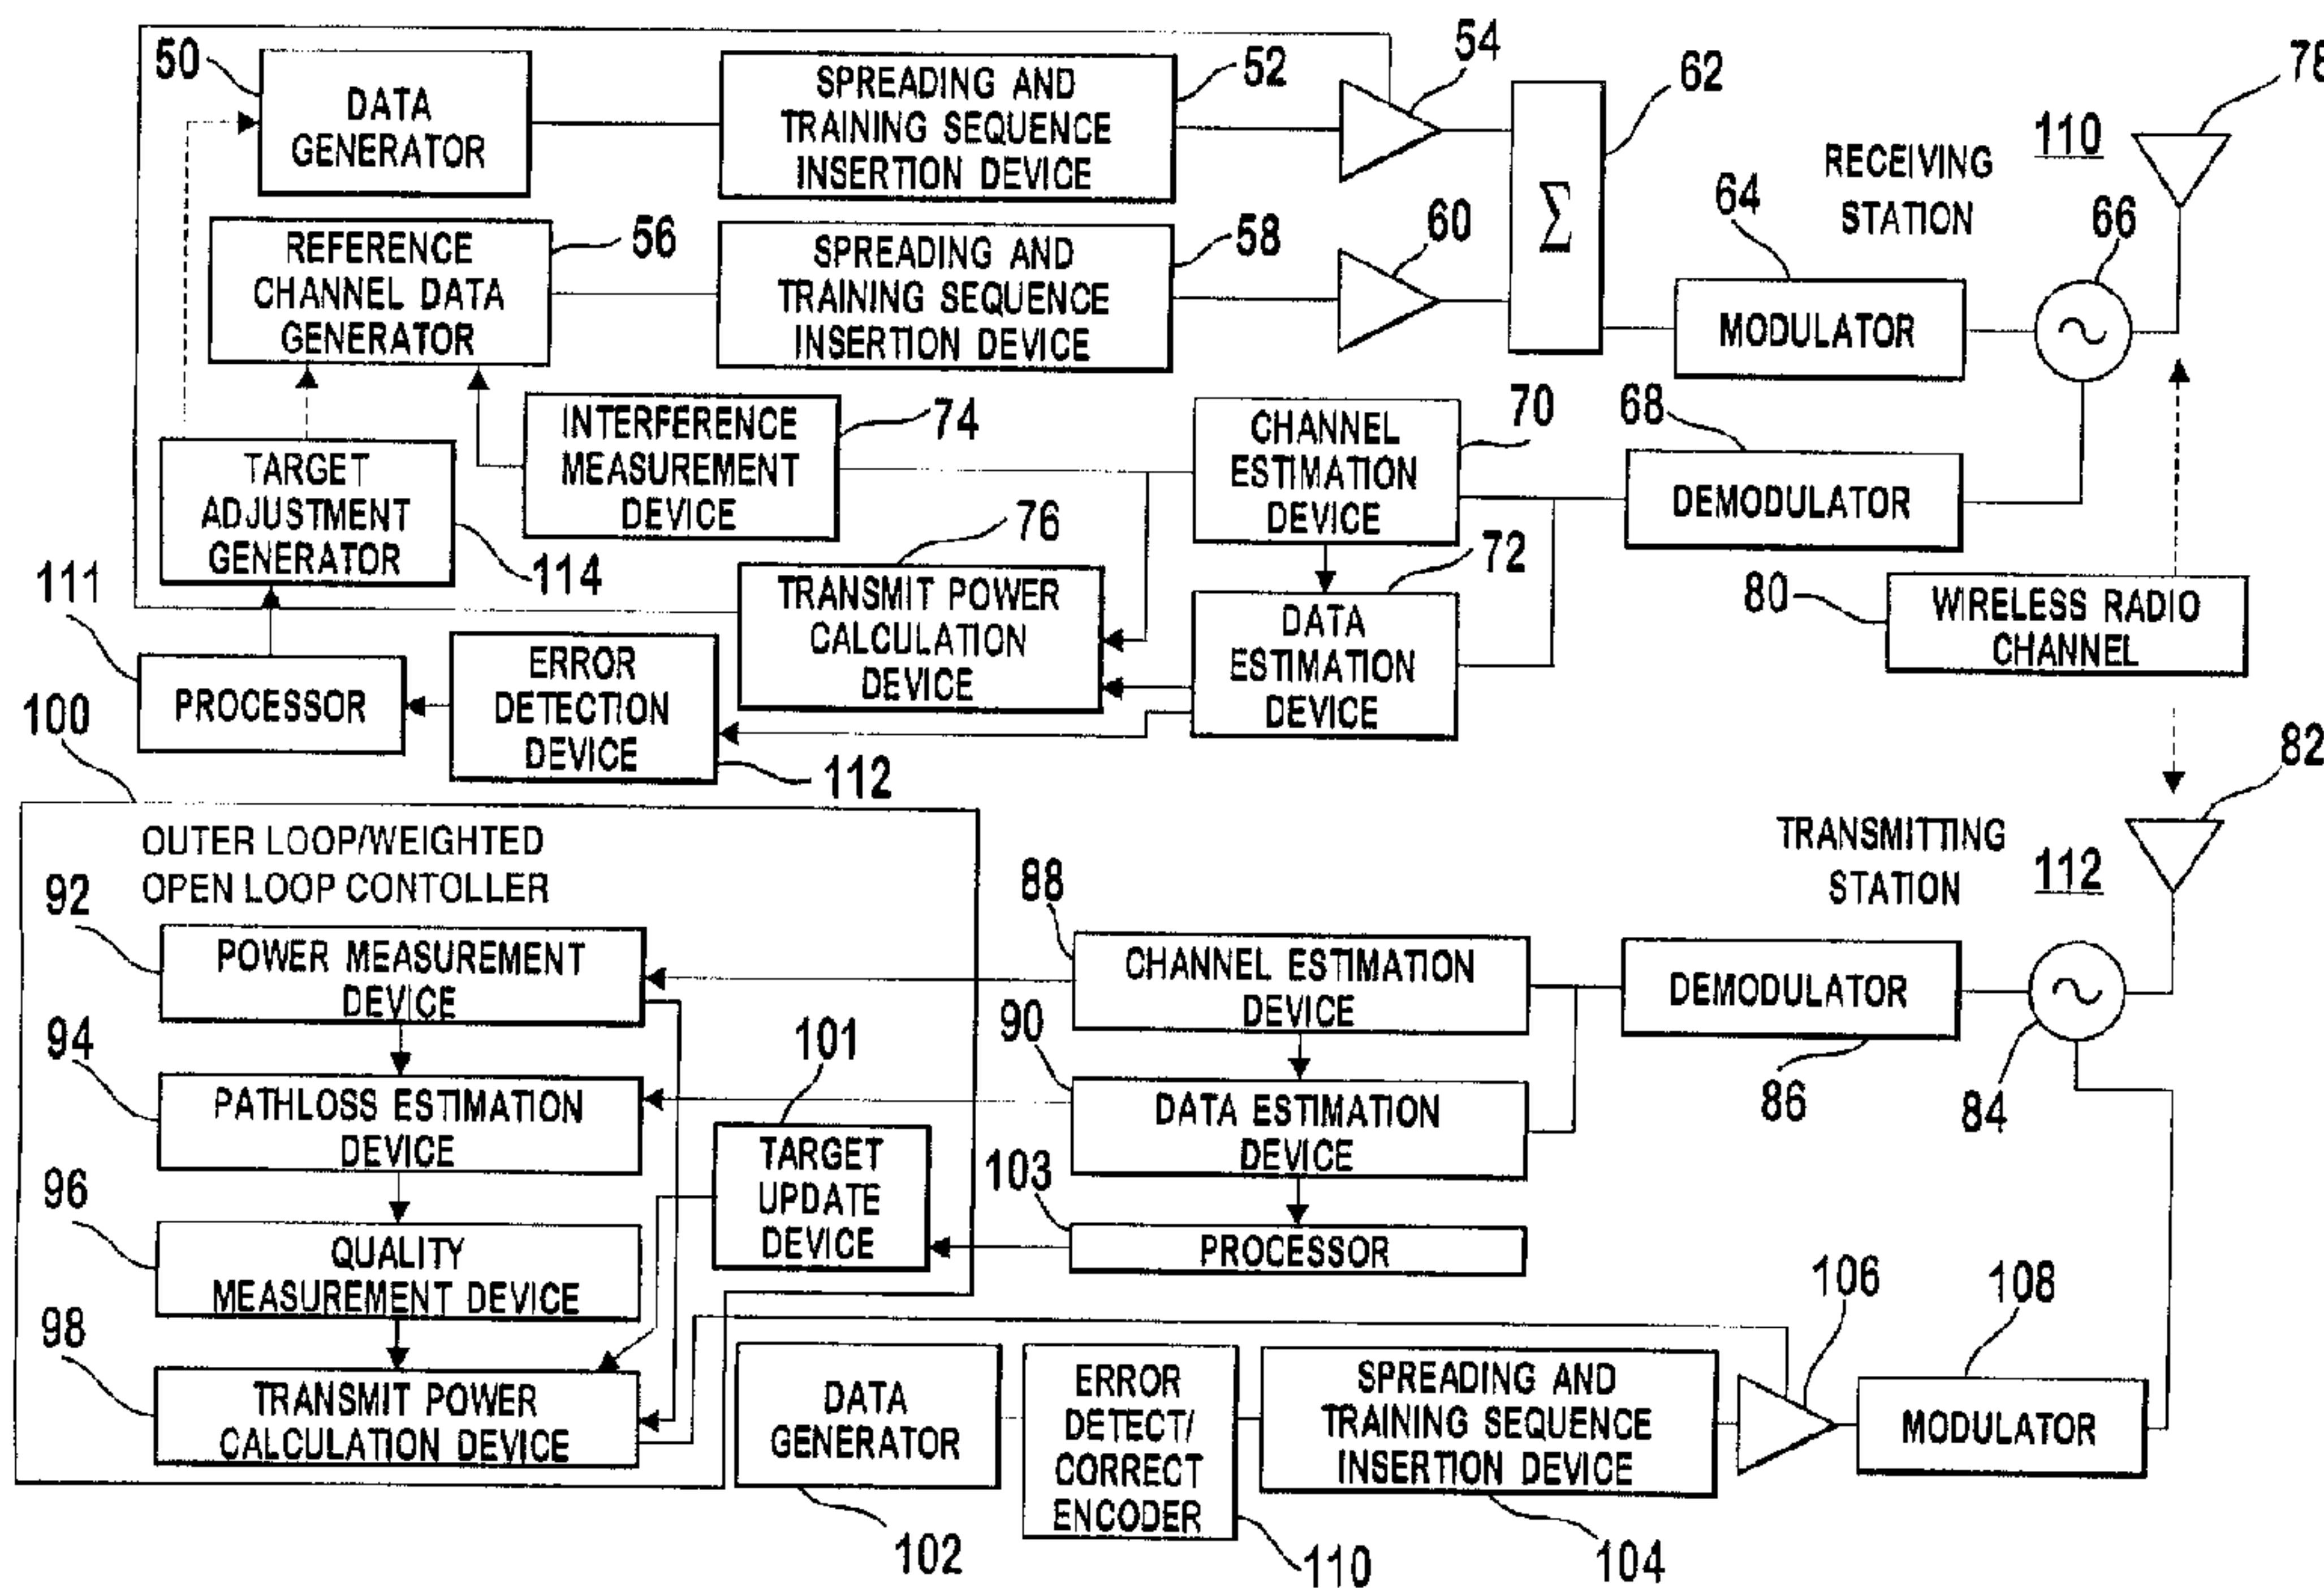 50
DATA
GENERATOR
SPREADING AND
TRAINING SEQUENCE
INSERTION DEVICE
52
54
62
78
110
RECEIVING
STATION
REFERENCE
CHANNEL DATA
GENERATOR
56
SPREADING AND
TRAINING SEQUENCE
INSERTION DEVICE
58
60
Σ
64
MODULATOR
66
INTERFERENCE
MEASUREMENT
DEVICE
74
CHANNEL
ESTIMATION
DEVICE
70
68
DEMODULATOR
TARGET
ADJUSTMENT
GENERATOR
114
76
TRANSMIT POWER
CALCULATION
DEVICE
72
DATA
ESTIMATION
DEVICE
80
WIRELESS RADIO
CHANNEL
111
PROCESSOR
ERROR
DETECTION
DEVICE
112
100
OUTER LOOP/WEIGHTED
OPEN LOOP CONTOLLER
82
TRANSMITTING
STATION
112
92
POWER MEASUREMENT
DEVICE
88
CHANNEL ESTIMATION
DEVICE
DEMODULATOR
86
84
94
PATHLOSS ESTIMATION
DEVICE
101
TARGET
UPDATE
DEVICE
90
DATA ESTIMATION
DEVICE
96
QUALITY
MEASUREMENT DEVICE
103
PROCESSOR
98
TRANSMIT POWER
CALCULATION DEVICE
DATA
GENERATOR
102
ERROR
DETECT/
CORRECT
ENCODER
110
SPREADING AND
TRAINING SEQUENCE
INSERTION DEVICE
104
106
108
MODULATOR